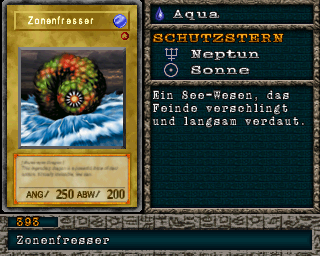 Zonenfresser
Aqua
SCHUTZSTERN
Neptun
Sonne
Ein See-Wesen, das
Feinde verschlingt
und langsam verdaut.
ANG/ 250 ABW/ 200
393
Zonenfresser